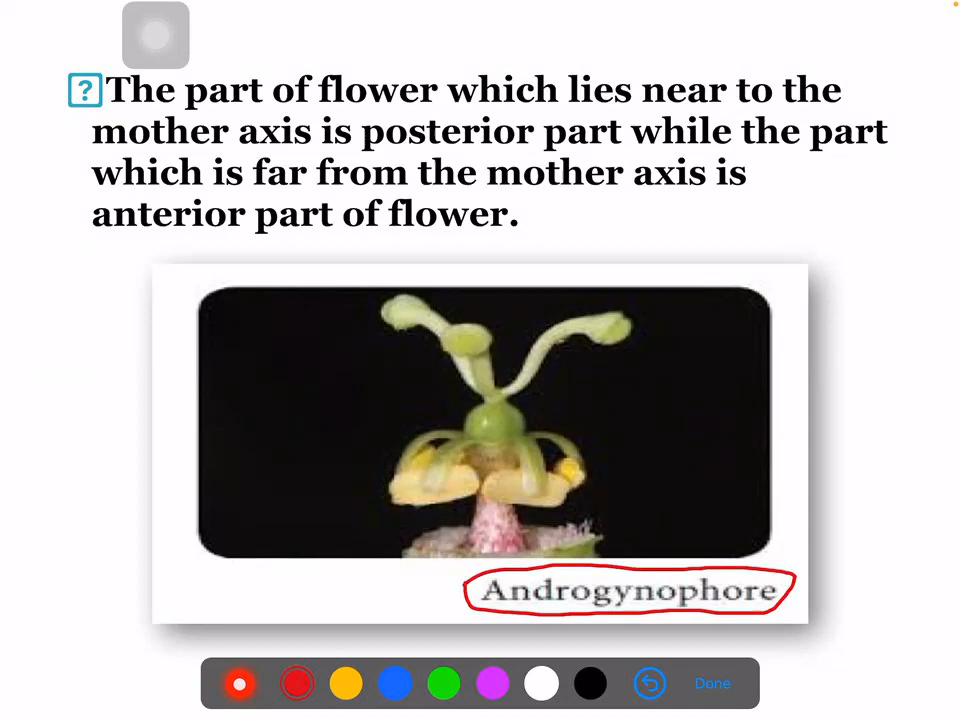 The part of flower which lies near to the
mother axis is posterior part while the part
which is far from the mother axis is
anterior part of flower.
Androgynophore
Done